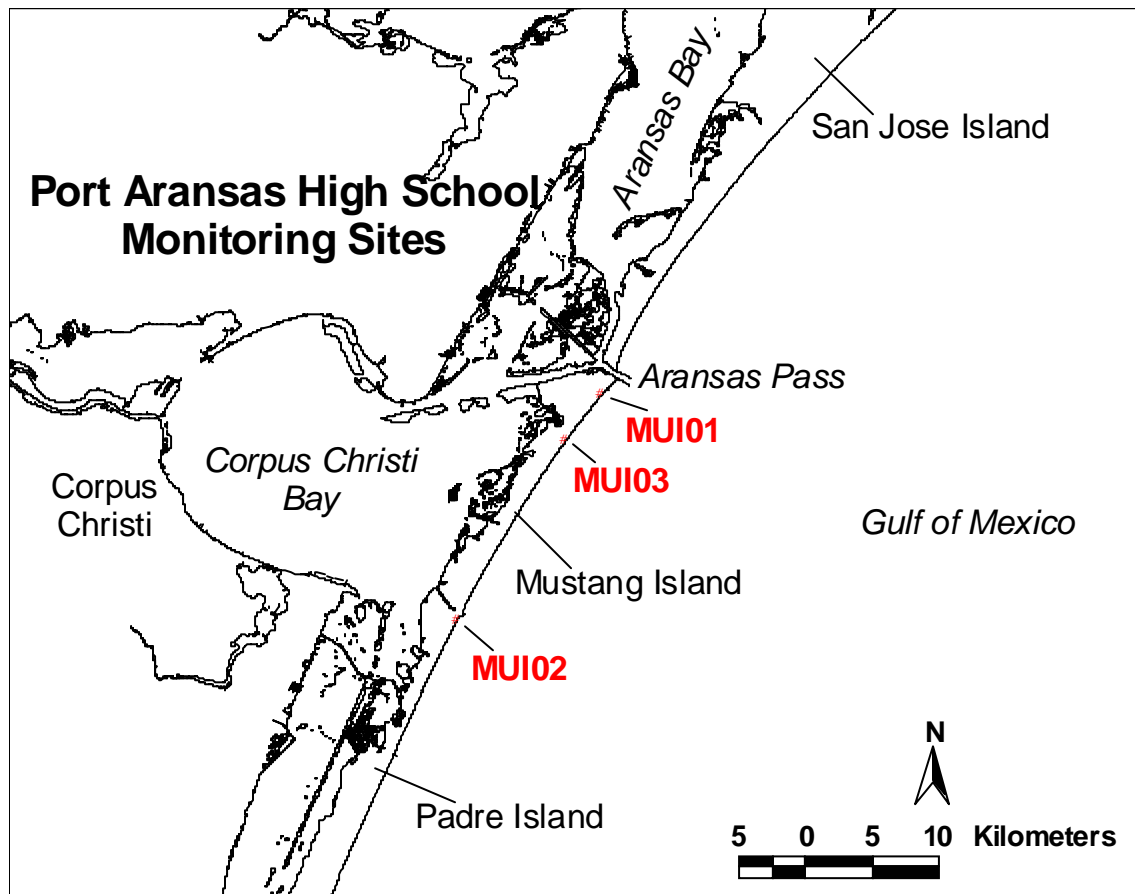 Aransas Bay
San Jose Island
Port Aransas High School
Monitoring Sites
Aransas Pass
MUI01
MUI03
Corpus Christi
Bay
Corpus
Christi
Gulf of Mexico
Mustang Island
MUI02
Padre Island
N
5 0 5 10 Kilometers